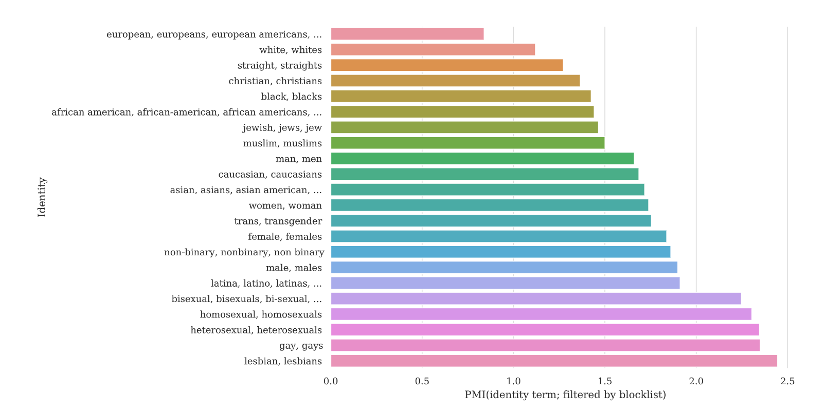 european, europeans, european americans, ...
white, whites
straight, straights
christian, christians
black, blacks
african american, african-american, african americans, ...
jewish, jews, jew
muslim, muslims
man, men
caucasian, caucasians
asian, asians, asian american, ...
women, woman
trans, transgender
female, females
non-binary, nonbinary, non binary
male, males
latina, latino, latinas, ...
bisexual, bisexuals, bi-sexual, ...
homosexual, homosexuals
heterosexual, heterosexuals
gay, gays
lesbian, lesbians
Identity
0.0 0.5 1.0 1.5 2.0 2.5
PMI(identity term; filtered by blocklist)